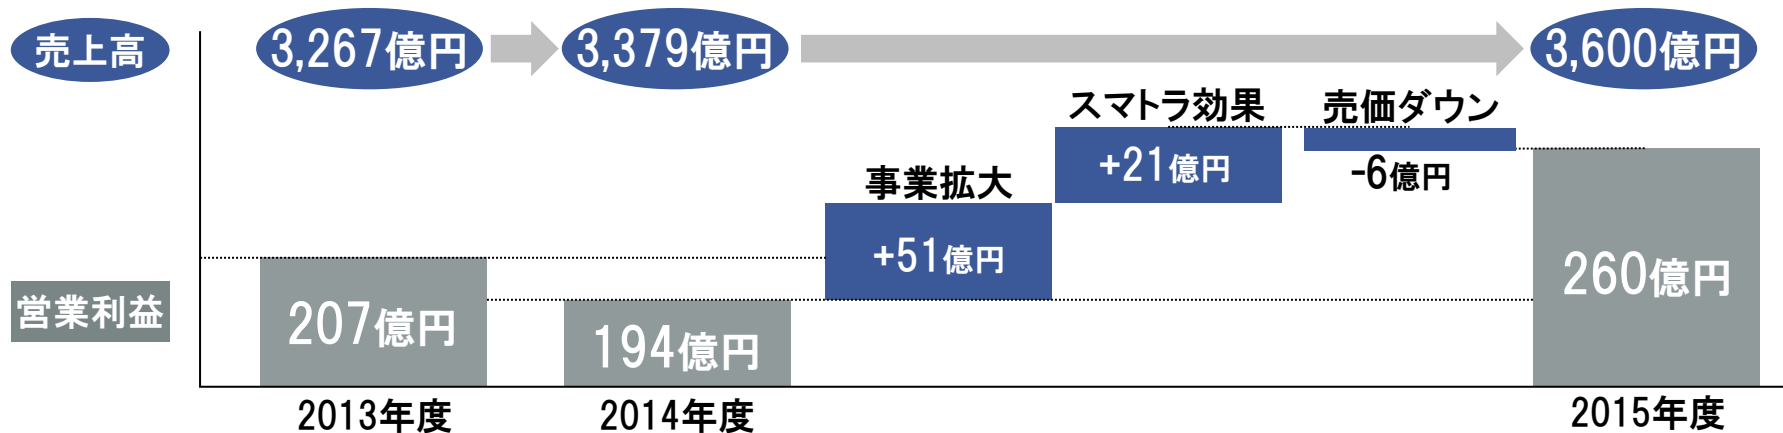 売上高
3,267億円
3,379億円
3,600億円
スマトラ効果
売価ダウン
+21億円
-6億円
事業拡大
+51億円
営業利益
207億円
194億円
260億円
2013年度
2014年度
2015年度